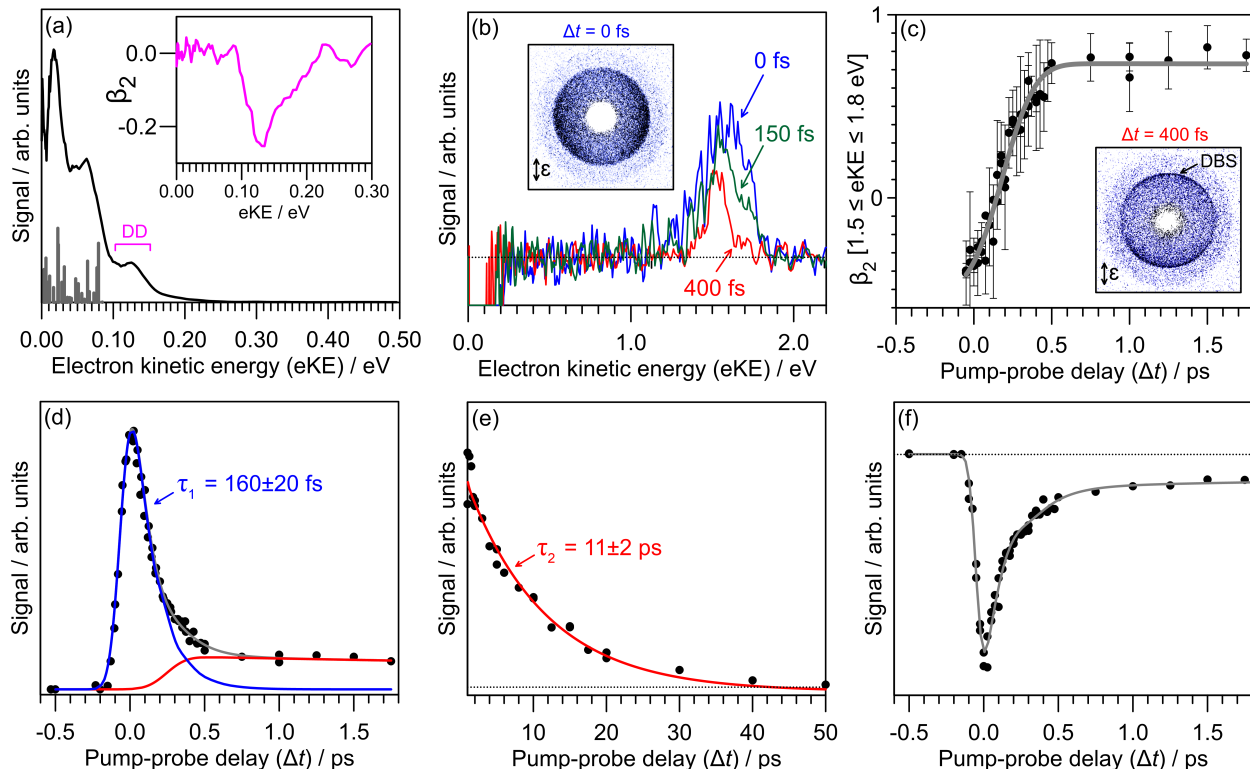 (a)
Signal / arb. units
β2
0.0
-0.2
0.00 0.10 0.20 0.30
eKE / eV
DD
0.00 0.10 0.20 0.30 0.40 0.50
Electron kinetic energy (eKE) / eV
(b)
Signal / arb. units
Δt = 0 fs
ε
0 fs
150 fs
400 fs
0.0 1.0 2.0
Electron kinetic energy (eKE) / eV
(c)
β2 [1.5 ≤ eKE ≤ 1.8 eV]
1
0
-1
Δt = 400 fs
DBS
ε
-0.5 0.0 0.5 1.0 1.5
Pump-probe delay (Δt) / ps
(d)
Signal / arb. units
τ1 = 160±20 fs
-0.5 0.0 0.5 1.0 1.5
Pump-probe delay (Δt) / ps
(e)
Signal / arb. units
τ2 = 11±2 ps
10 20 30 40 50
Pump-probe delay (Δt) / ps
(f)
Signal / arb. units
-0.5 0.0 0.5 1.0 1.5
Pump-probe delay (Δt) / ps